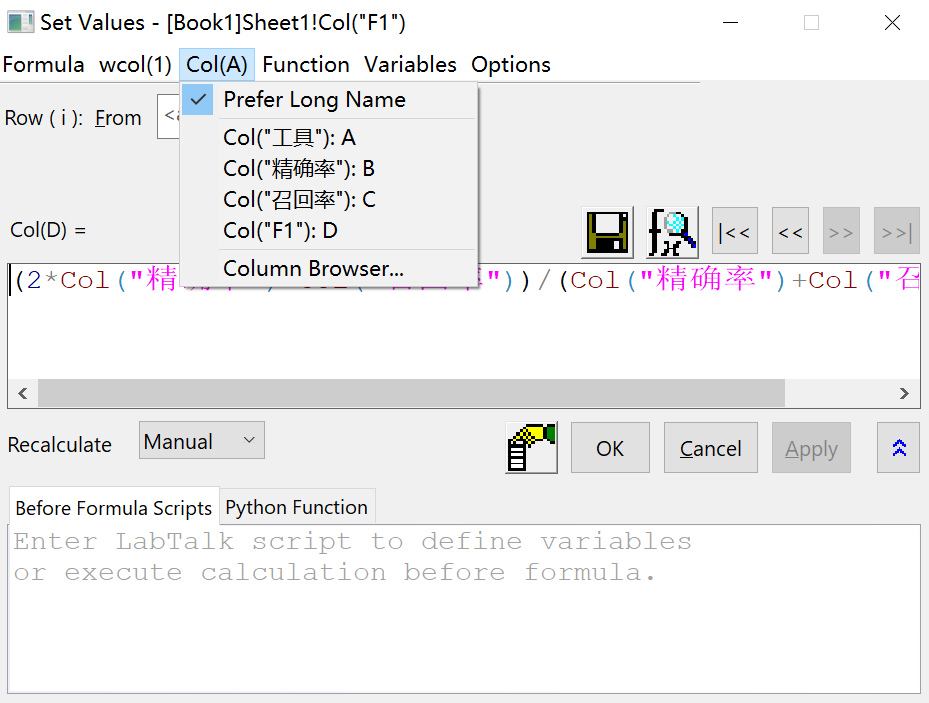 Set Values - [Book1]Sheet1!Col("F1")
Formula wcol(1) Col(A) Function Variables Options
Prefer Long Name
Row ( i ): From
Col("工具"): A
Col("精确率"): B
Col("召回率"): C
Col("F1"): D
Column Browser...
Col(D) =
|<< << >> >>|
(2*Col("精 率"))/(Col("精确率")+Col("召
Recalculate Manual OK Cancel Apply
Before Formula Scripts Python Function
Enter LabTalk script to define variables
or execute calculation before formula.